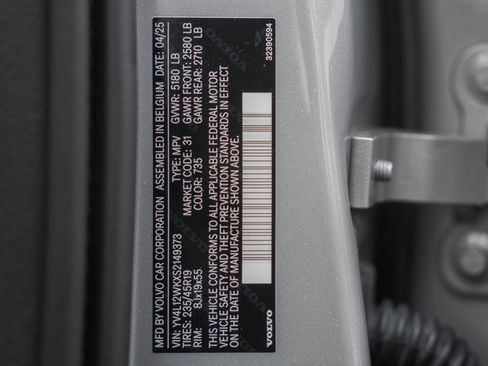 MFD BY VOLVO CAR CORPORATION ASSEMBLED IN BELGIUM DATE: 04/25
VIN: YV4L12WKXS2149373 TYPE: MPV GVWR: 5180 LB
TIRES: 235/45R19 MARKET CODE: 31 GAWR FRONT: 2580 LB
RIM: 8Jx19x55 COLOR: 735 GAWR REAR: 2710 LB
THIS VEHICLE CONFORMS TO ALL APPLICABLE FEDERAL MOTOR
VEHICLE SAFETY AND THEFT PREVENTION STANDARDS IN EFFECT
ON THE DATE OF MANUFACTURE SHOWN ABOVE.
VOLVO
32390594